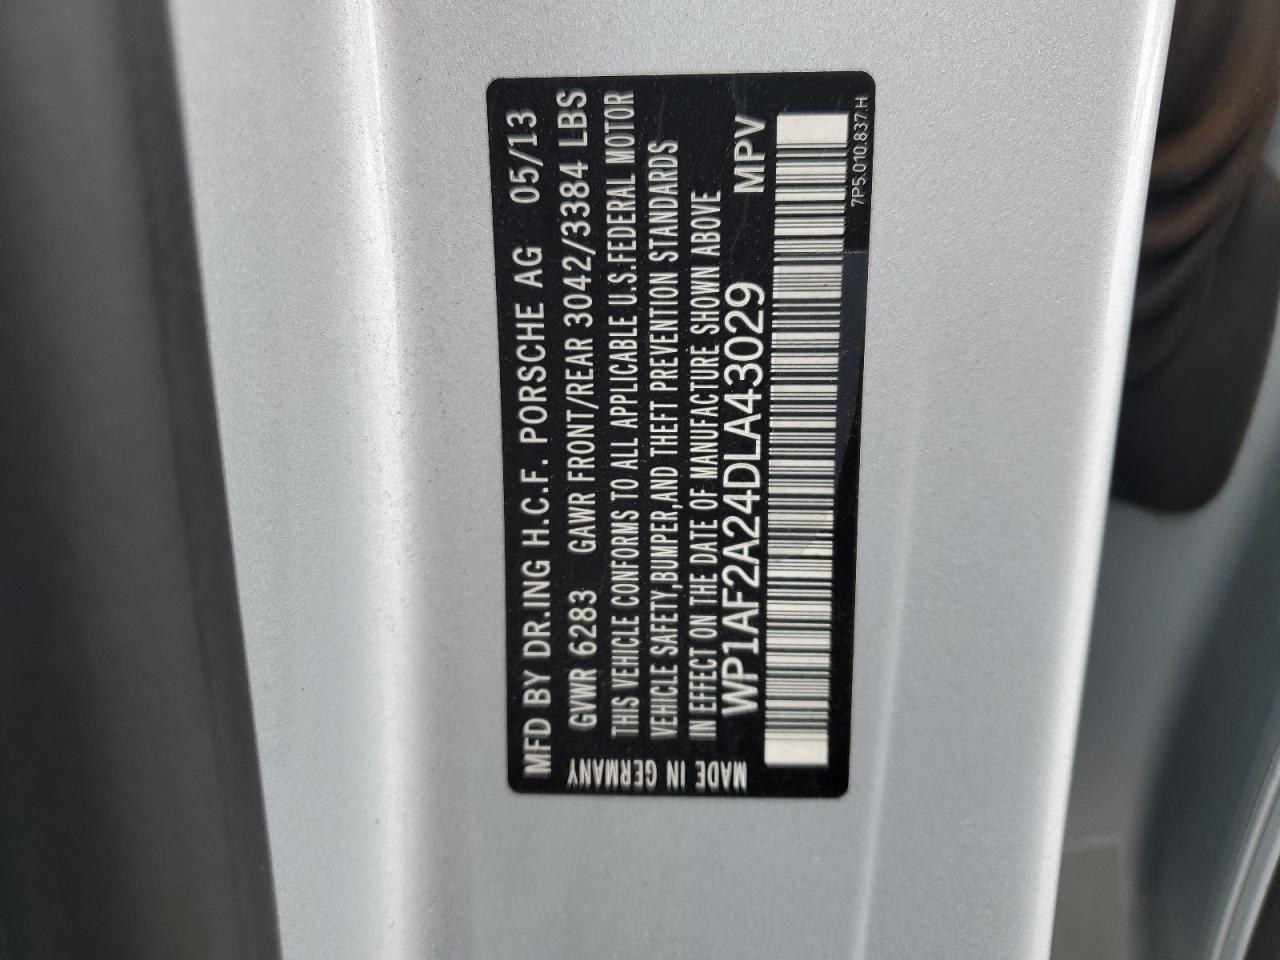 MFD BY DR.ING H.C.F. PORSCHE AG 05/13
GVWR 6283 GAWR FRONT/REAR 3042/3384 LBS
THIS VEHICLE CONFORMS TO ALL APPLICABLE U.S.FEDERAL MOTOR
VEHICLE SAFETY,BUMPER,AND THEFT PREVENTION STANDARDS
IN EFFECT ON THE DATE OF MANUFACTURE SHOWN ABOVE
WP1AF2A24DLA43029 MPV
7P5.010.837.H
MADE IN GERMANY